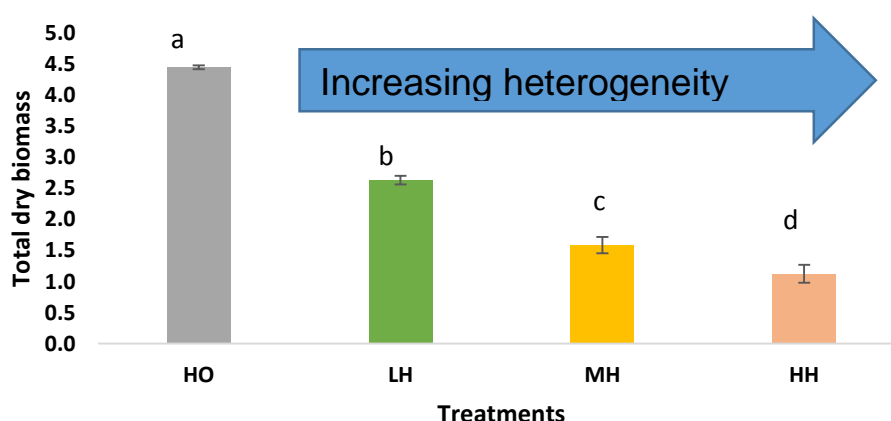 5.0
4.5
4.0
3.5
3.0
2.5
2.0
1.5
1.0
0.5
0.0
Total dry biomass
a
b
c
d
Increasing heterogeneity
HO LH MH HH
Treatments